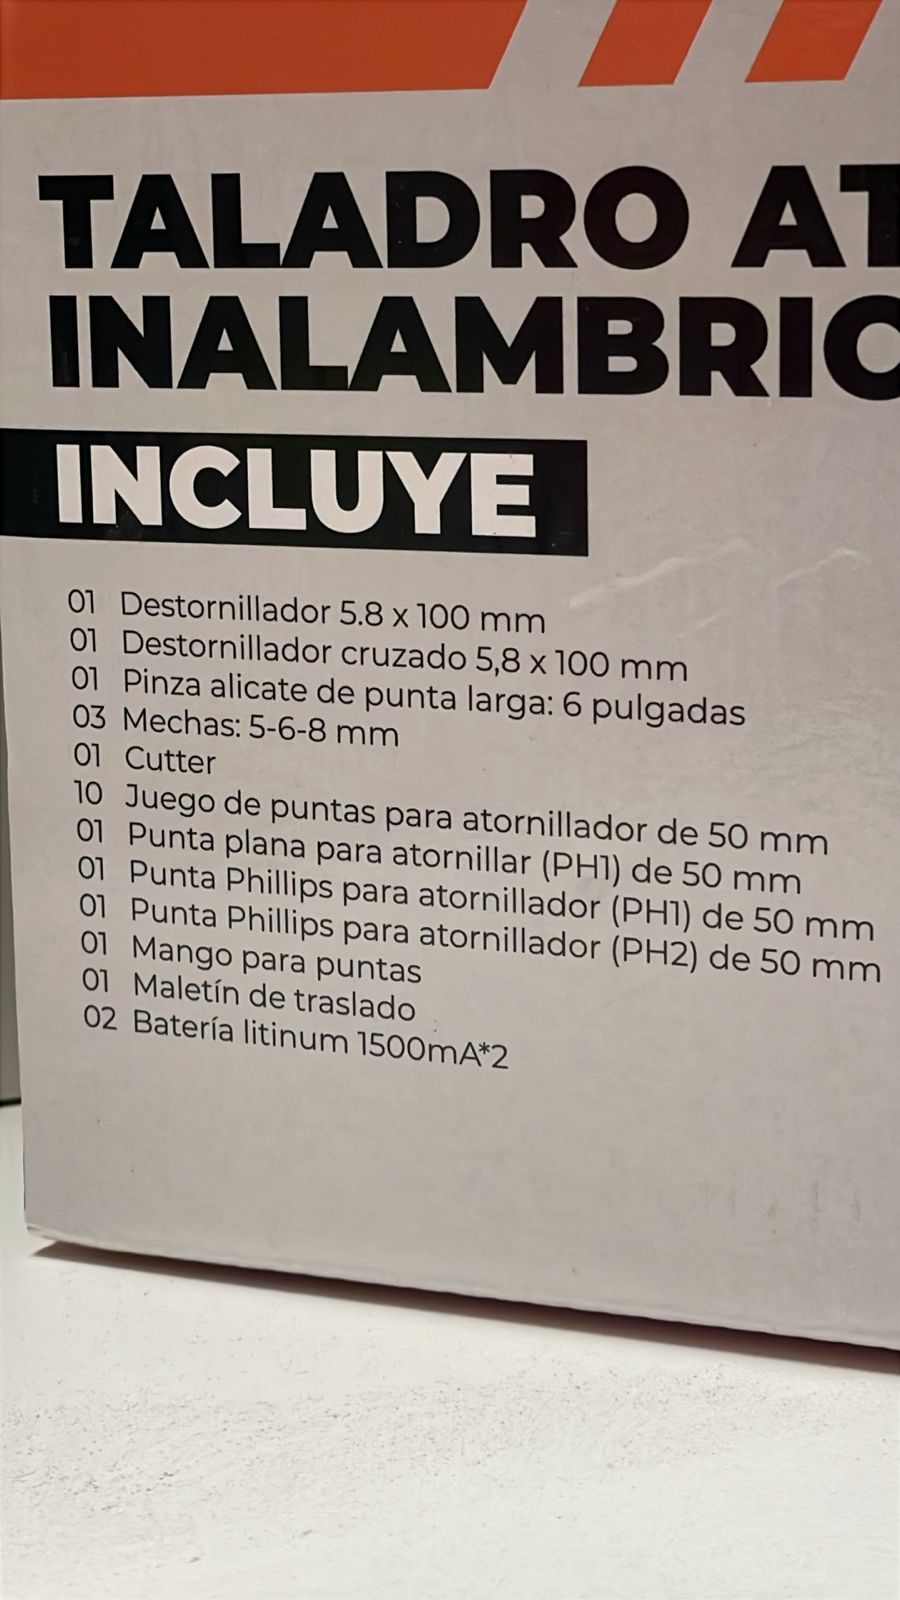 TALADRO AT
INALAMBRIC
INCLUYE
01 Destornillador 5.8 x 100 mm
01 Destornillador cruzado 5,8 x 100 mm
01 Pinza alicate de punta larga: 6 pulgadas
03 Mechas: 5-6-8 mm
01 Cutter
10 Juego de puntas para atornillador de 50 mm
01 Punta plana para atornillar (PH1) de 50 mm
01 Punta Phillips para atornillador (PH1) de 50 mm
01 Punta Phillips para atornillador (PH2) de 50 mm
01 Mango para puntas
01 Maletín de traslado
02 Batería litinum 1500mA*2